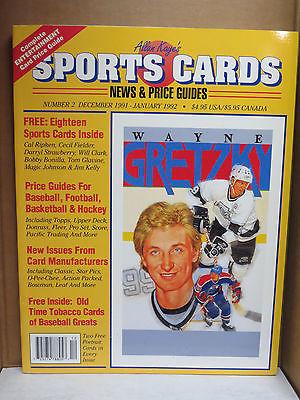 Complete
ENTERTAINMENT
Card Price Guide
Allan Kaye's
SPORTS CARDS
NEWS & PRICE GUIDES
NUMBER 2 DECEMBER 1991 - JANUARY 1992 • $4.95 USA/$5.95 CANADA
FREE: Eighteen
Sports Cards Inside
Cal Ripken, Cecil Fielder,
Darryl Strawberry, Will Clark,
Bobby Bonilla, Tom Glavine,
Magic Johnson & Jim Kelly
Price Guides For
Baseball, Football,
Basketball & Hockey
Including Topps, Upper Deck,
Donruss, Fleer, Pro Set, Score,
Pacific Trading And More
New Issues From
Card Manufacturers
Including Classic, Star Pics,
O-Pee-Chee, Action Packed,
Bowman, Leaf And More
Free Inside: Old
Time Tobacco Cards
of Baseball Greats
Two Free
Portrait
Cards in
Every
Issue
WAYNE
GRETZKY
99